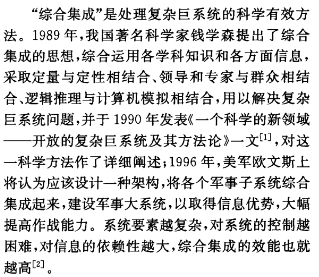 “综合集成”是处理复杂巨系统的科学有效方
法。1989年,我国著名科学家钱学森提出了综合
集成的思想,综合运用各学科知识和各方面信息,
采取定量与定性相结合、领导和专家与群众相结
合、逻辑推理与计算机模拟相结合,用以解决复杂
巨系统问题,并于1990年发表《一个科学的新领域
——开放的复杂巨系统及其方法论》一文[1],对这
一科学方法作了详细阐述;1996年,美军欧文斯上
将认为应该设计一种架构,将各个军事子系统综合
集成起来,建设军事大系统,以取得信息优势,大幅
提高作战能力。系统要素越复杂,对系统的控制越
困难,对信息的依赖性越大,综合集成的效能也就
越高[2]。